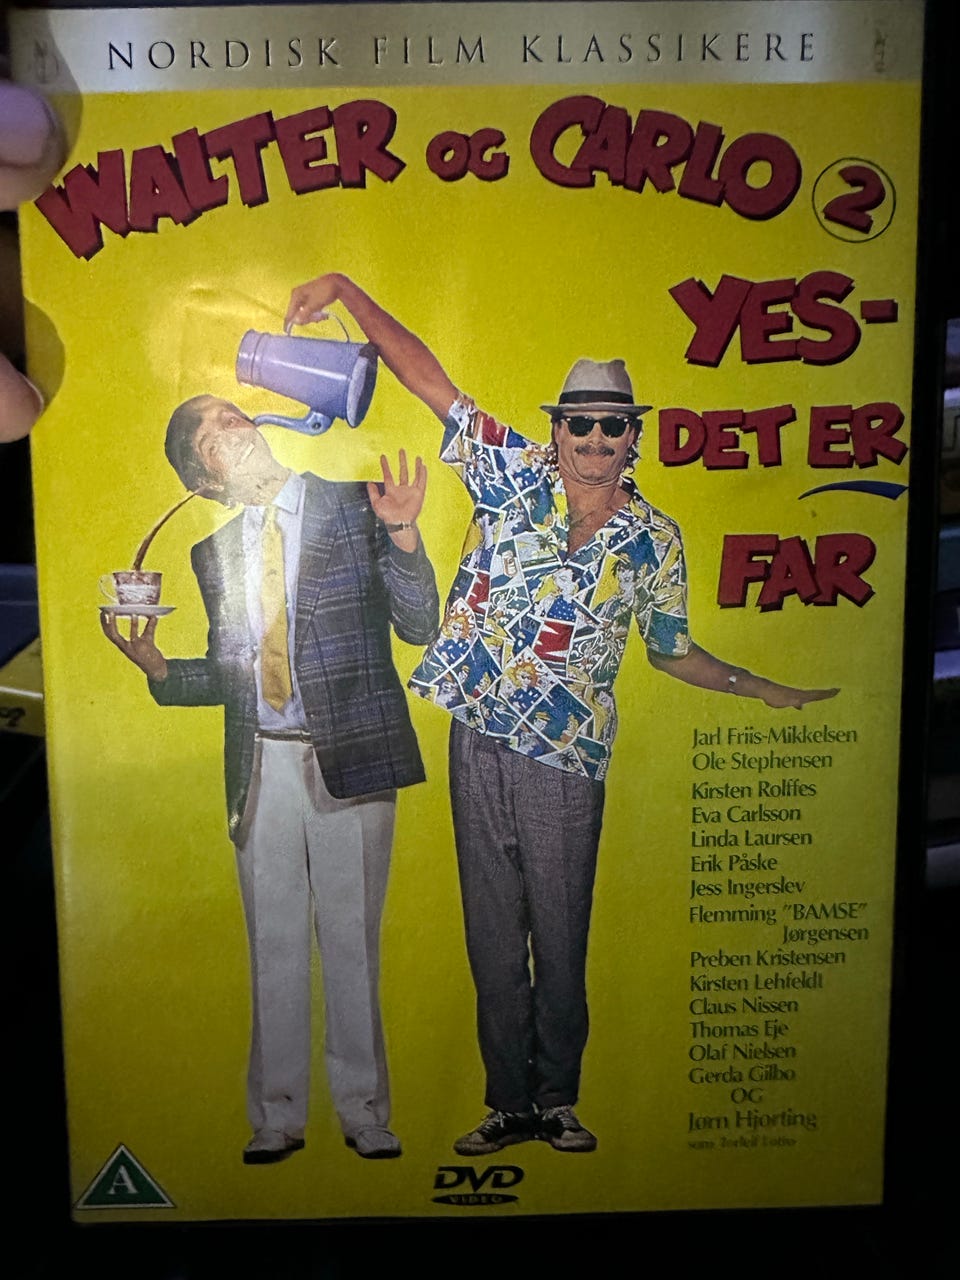 NORDISK FILM KLASSIKERE
WALTER OG CARLO 2
YES-
DET ER
FAR
Jarl Friis-Mikkelsen
Ole Stephensen
Kirsten Rolffes
Eva Carlsson
Linda Laursen
Erik Påske
Jess Ingerslev
Flemming "BAMSE"
Jørgensen
Preben Kristensen
Kirsten Lehfeldt
Claus Nissen
Thomas Eje
Olaf Nielsen
Gerda Gilbo
OG
Jørn Hjorting
som
A
DVD
VIDEO